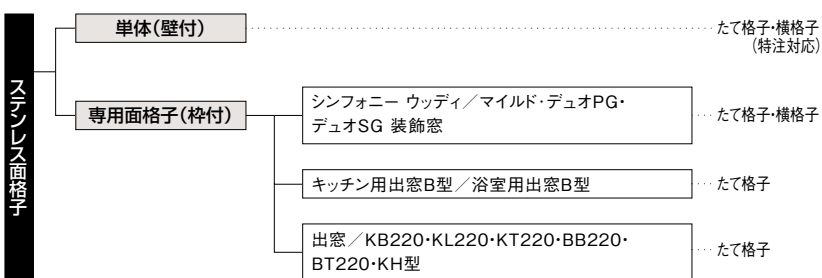 ステンレス面格子
単体(壁付)
たて格子・横格子
(特注対応)
専用面格子(枠付)
シンフォニー ウッディ／マイルド・デュオPG・
デュオSG 装飾窓
たて格子・横格子
キッチン用出窓B型／浴室用出窓B型
たて格子
出窓／KB220・KL220・KT220・BB220・
BT220・KH型
たて格子